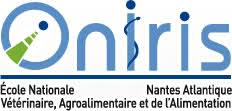 Oniris
École Nationale Nantes Atlantique
Vétérinaire, Agroalimentaire et de l'Alimentation